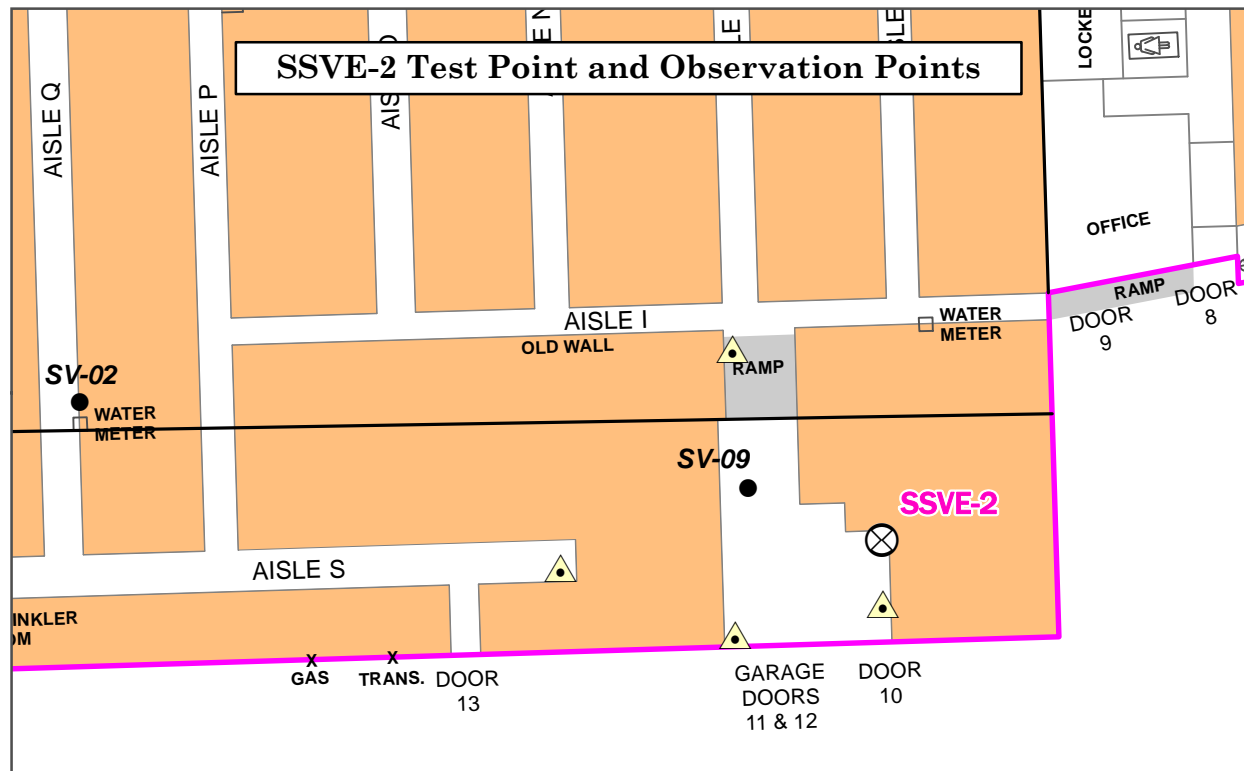 SSVE-2 Test Point and Observation Points
AISLE Q
AISLE P
LOCKE
OFFICE
RAMP
DOOR
8
DOOR
9
AISLE I
WATER
METER
OLD WALL
RAMP
SV-02
WATER
METER
SV-09
SSVE-2
AISLE S
INKLER
OM
X
GAS
X
TRANS.
DOOR
13
GARAGE
DOORS
11 & 12
DOOR
10